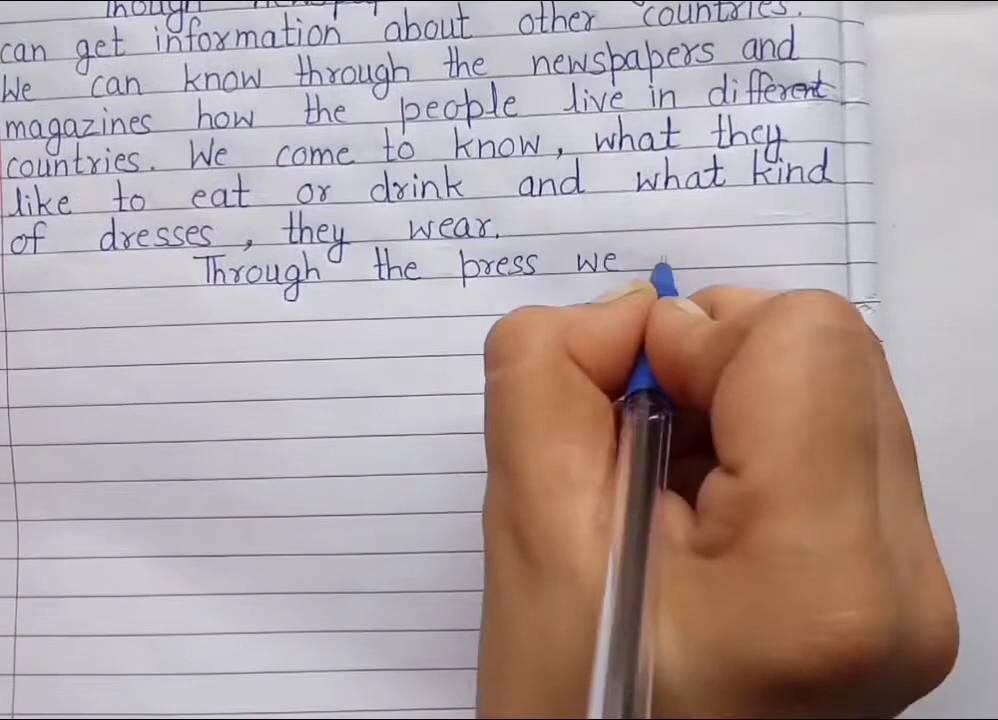 though
can get information about other countries.
We can know through the newspapers and
magazines how the people live in different
countries. We come to know, what they
like to eat or drink and what kind
of dresses, they wear.
Through the press we